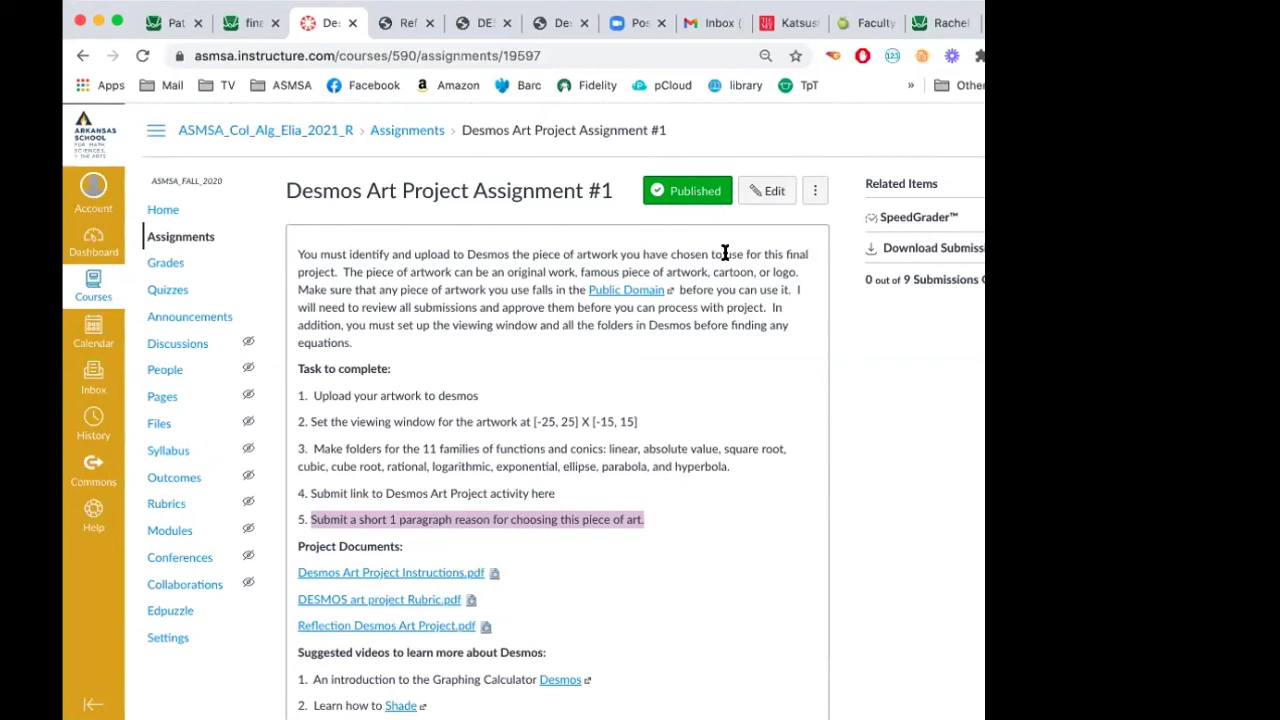 Pat
fina
Des
Ref
DE
Des
Pos
Inbox (
Katsus
Faculty
Rachel
asmsa.instructure.com/courses/590/assignments/19597
Apps
Mail
TV
ASMSA
Facebook
Amazon
Barc
Fidelity
pCloud
library
TpT
»
Other
ARKANSAS
SCHOOL
FOR MATH,
SCIENCES,
& THE ARTS
ASMSA_Col_Alg_Elia_2021_R › Assignments › Desmos Art Project Assignment #1
Account
Dashboard
Courses
Calendar
Inbox
History
Commons
Help
ASMSA_FALL_2020
Home
Assignments
Grades
Quizzes
Announcements
Discussions
People
Pages
Files
Syllabus
Outcomes
Rubrics
Modules
Conferences
Collaborations
Edpuzzle
Settings
Desmos Art Project Assignment #1
Published
Edit
You must identify and upload to Desmos the piece of artwork you have chosen to use for this final
project. The piece of artwork can be an original work, famous piece of artwork, cartoon, or logo.
Make sure that any piece of artwork you use falls in the Public Domain before you can use it. I
will need to review all submissions and approve them before you can process with project. In
addition, you must set up the viewing window and all the folders in Desmos before finding any
equations.
Task to complete:
1. Upload your artwork to desmos
2. Set the viewing window for the artwork at [-25, 25] X [-15, 15]
3. Make folders for the 11 families of functions and conics: linear, absolute value, square root,
cubic, cube root, rational, logarithmic, exponential, ellipse, parabola, and hyperbola.
4. Submit link to Desmos Art Project activity here
5. Submit a short 1 paragraph reason for choosing this piece of art.
Project Documents:
Desmos Art Project Instructions.pdf
DESMOS art project Rubric.pdf
Reflection Desmos Art Project.pdf
Suggested videos to learn more about Desmos:
1. An introduction to the Graphing Calculator Desmos
2. Learn how to Shade
Related Items
SpeedGrader™
Download Submiss
0 out of 9 Submissions G